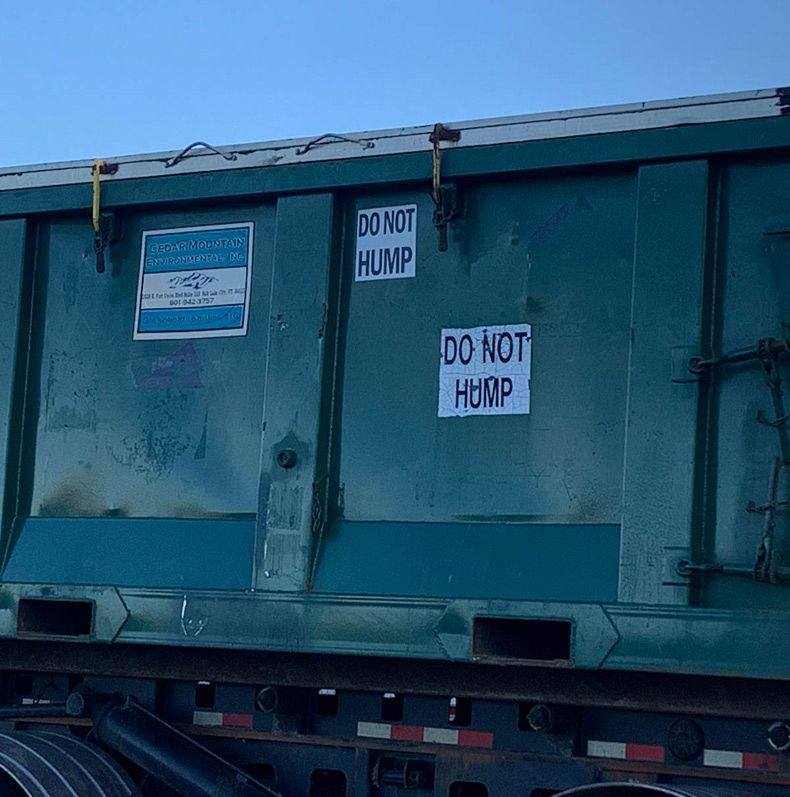 CEDAR MOUNTAIN
ENVIRONMENTAL, INC.
801-942-3757
DO NOT
HUMP
DO NOT
HUMP